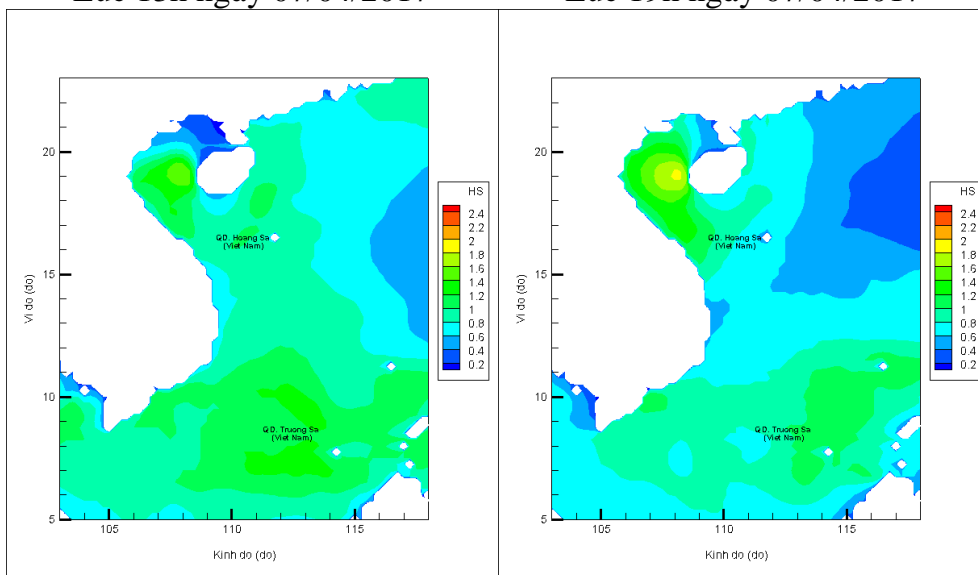 HS
2.4
2.2
2
1.8
1.6
1.4
1.2
1
0.8
0.6
0.4
0.2
20
15
10
5
105
110
115
Vi do (do)
Kinh do (do)
QD. Hoang Sa
(Viet Nam)
QD. Truong Sa
(Viet Nam)
HS
2.4
2.2
2
1.8
1.6
1.4
1.2
1
0.8
0.6
0.4
0.2
20
15
10
5
105
110
115
Vi do (do)
Kinh do (do)
QD. Hoang Sa
(Viet Nam)
QD. Truong Sa
(Viet Nam)